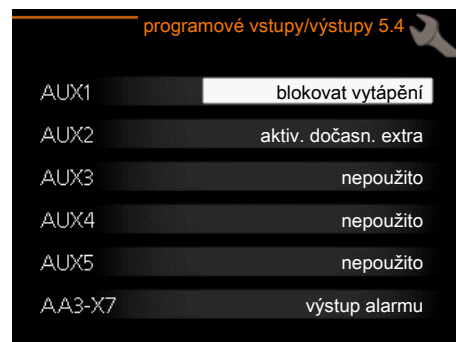 programové vstupy/výstupy 5.4
AUX1 blokovat vytápění
AUX2 aktiv. dočasn. extra
AUX3 nepoužito
AUX4 nepoužito
AUX5 nepoužito
AA3-X7 výstup alarmu